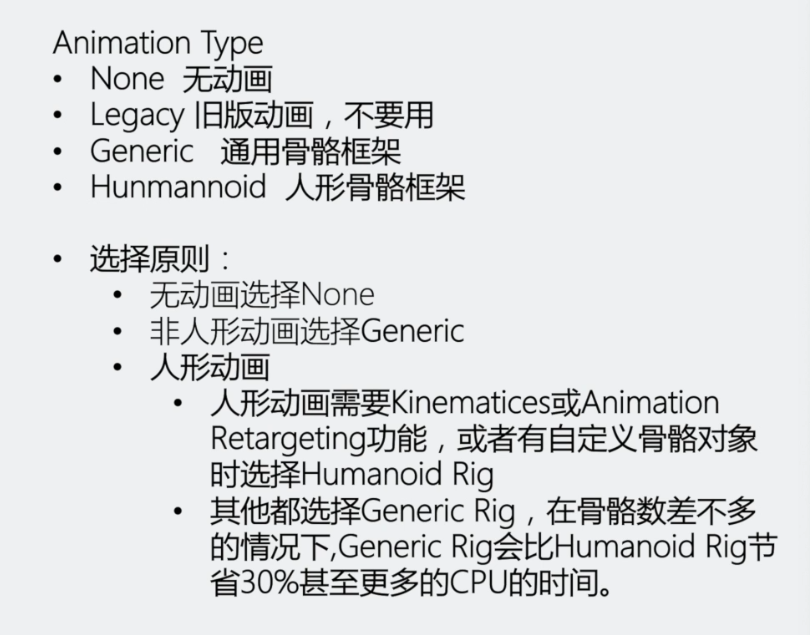 Animation Type
• None 无动画
• Legacy 旧版动画，不要用
• Generic 通用骨骼框架
• Hunmannoid 人形骨骼框架
• 选择原则：
• 无动画选择None
• 非人形动画选择Generic
• 人形动画
• 人形动画需要Kinematices或Animation
Retargeting功能，或者有自定义骨骼对象
时选择Humanoid Rig
• 其他都选择Generic Rig，在骨骼数差不多
的情况下,Generic Rig会比Humanoid Rig节
省30%甚至更多的CPU的时间。